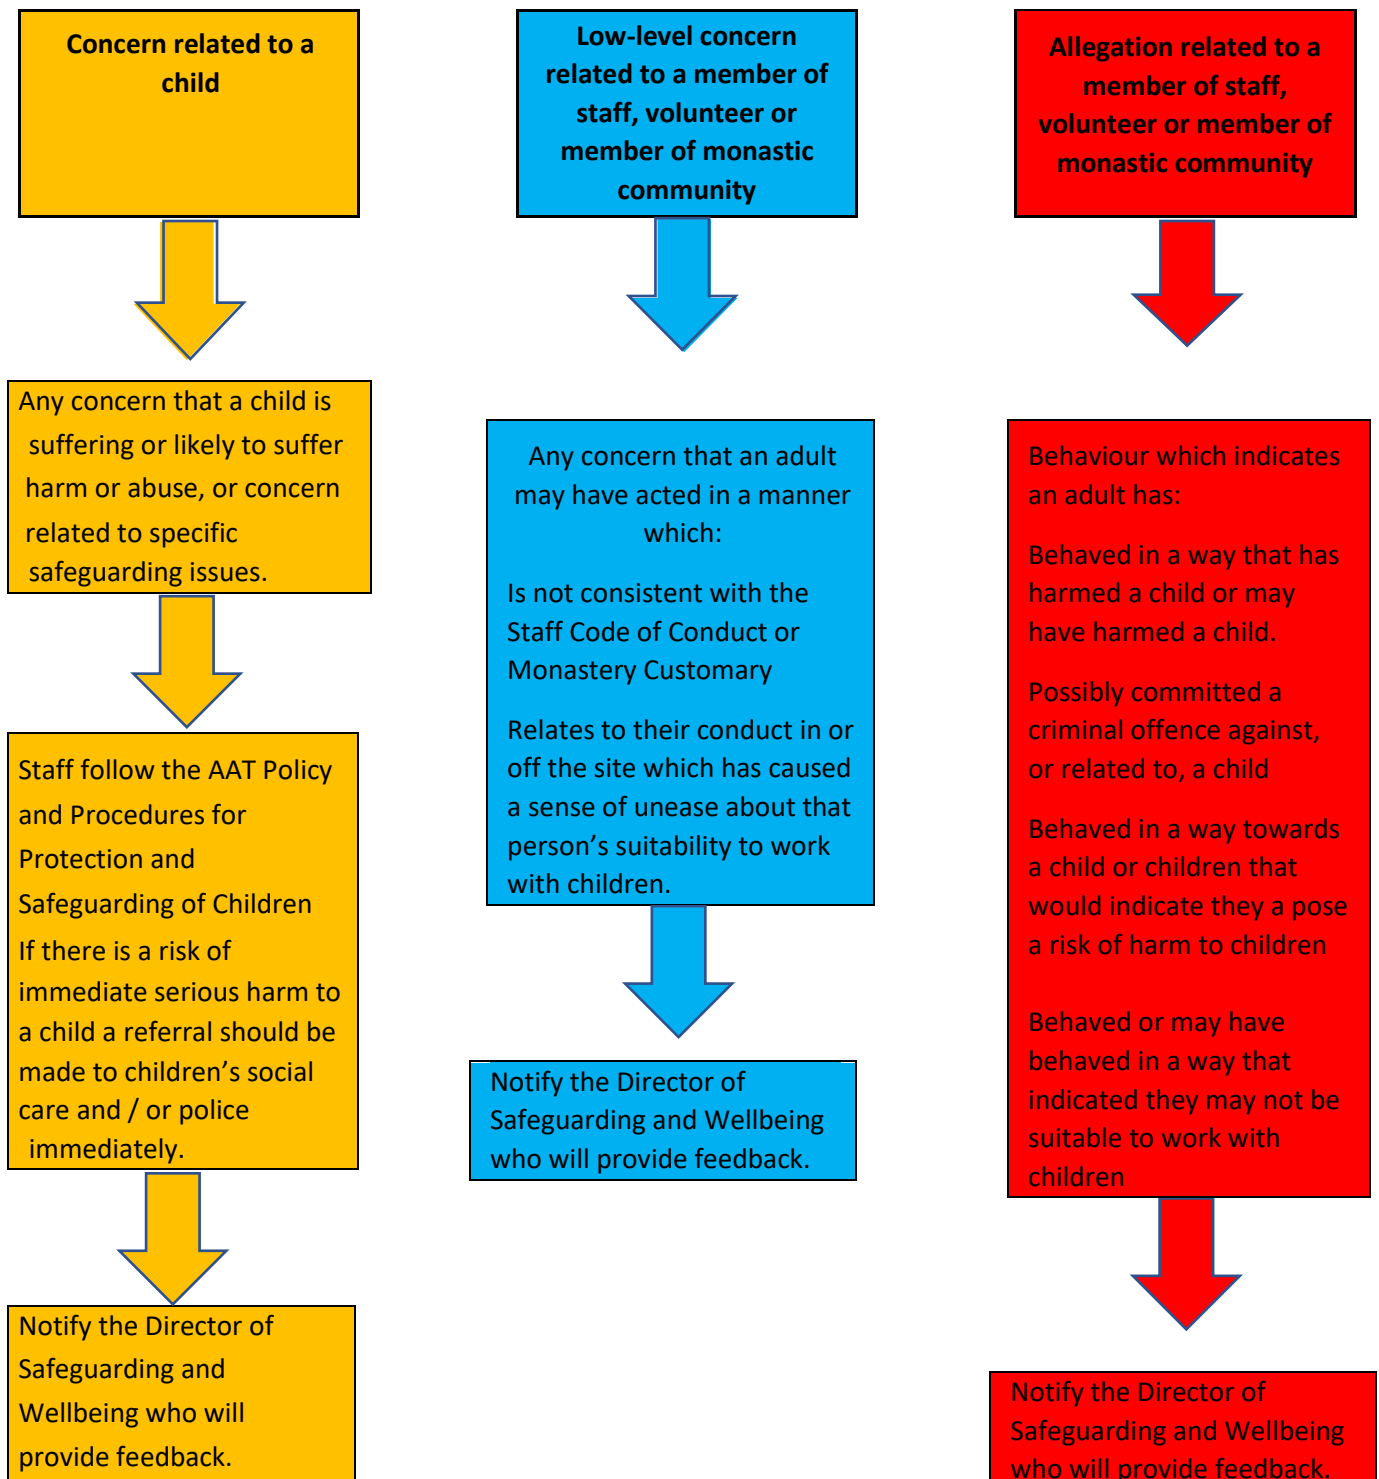 Concern related to a
child
Any concern that a child is
suffering or likely to suffer
harm or abuse, or concern
related to specific
safeguarding issues.
Staff follow the AAT Policy
and Procedures for
Protection and
Safeguarding of Children
If there is a risk of
immediate serious harm to
a child a referral should be
made to children’s social
care and / or police
immediately.
Notify the Director of
Safeguarding and
Wellbeing who will
provide feedback.
Low-level concern
related to a member of
staff, volunteer or
member of monastic
community
Any concern that an adult
may have acted in a manner
which:
Is not consistent with the
Staff Code of Conduct or
Monastery Customary
Relates to their conduct in or
off the site which has caused
a sense of unease about that
person’s suitability to work
with children.
Notify the Director of
Safeguarding and Wellbeing
who will provide feedback.
Allegation related to a
member of staff,
volunteer or member of
monastic community
Behaviour which indicates
an adult has:
Behaved in a way that has
harmed a child or may
have harmed a child.
Possibly committed a
criminal offence against,
or related to, a child
Behaved in a way towards
a child or children that
would indicate they a pose
a risk of harm to children
Behaved or may have
behaved in a way that
indicated they may not be
suitable to work with
children
Notify the Director of
Safeguarding and Wellbeing
who will provide feedback.